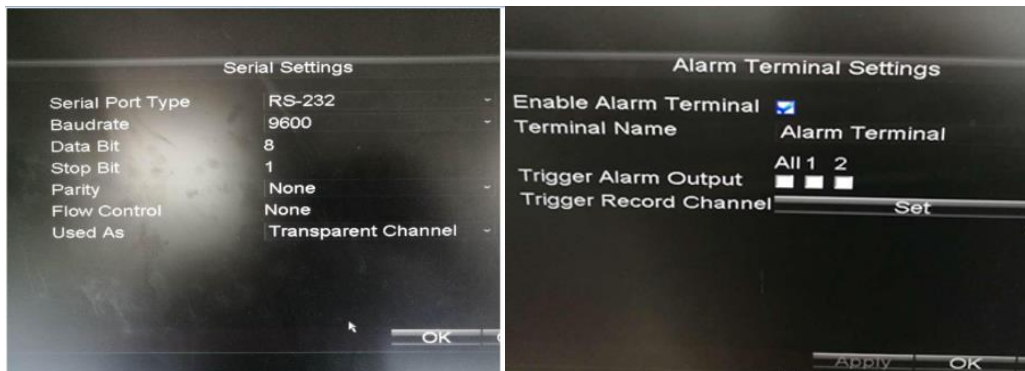 Serial Settings
Serial Port Type RS-232
Baudrate 9600
Data Bit 8
Stop Bit 1
Parity None
Flow Control None
Used As Transparent Channel
OK
Alarm Terminal Settings
Enable Alarm Terminal
Terminal Name Alarm Terminal
All 1 2
Trigger Alarm Output
Trigger Record Channel Set
Apply OK